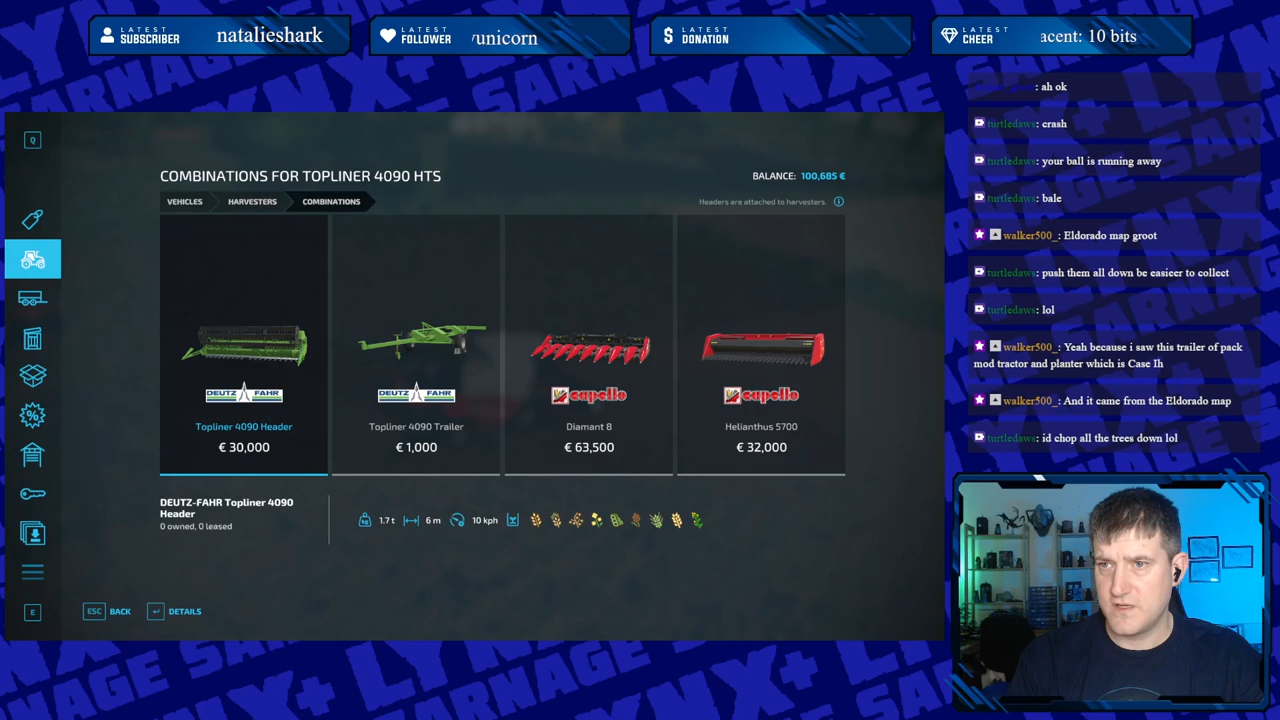 LATEST
SUBSCRIBER
natalieshark
LATEST
FOLLOWER
unicorn
LATEST
DONATION
LATEST
CHEER
acent: 10 bits
: ah ok
turtledaws: crash
turtledaws: your ball is running away
turtledaws: bale
walker500_: Eldorado map groot
turtledaws: push them all down be easicer to collect
turtledaws: lol
walker500_: Yeah because i saw this trailer of pack
mod tractor and planter which is Case Ih
walker500_: And it came from the Eldorado map
turtledaws: id chop all the trees down lol
Q
COMBINATIONS FOR TOPLINER 4090 HTS
BALANCE: 100,685 €
VEHICLES
HARVESTERS
COMBINATIONS
Headers are attached to harvesters.
DEUTZ FAHR
Topliner 4090 Header
€ 30,000
DEUTZ FAHR
Topliner 4090 Trailer
€ 1,000
capello
Diamant 8
€ 63,500
capello
Helianthus 5700
€ 32,000
DEUTZ-FAHR Topliner 4090
Header
0 owned, 0 leased
1.7 t
6 m
10 kph
E
ESC BACK
DETAILS
LYNX+
SARNAGE